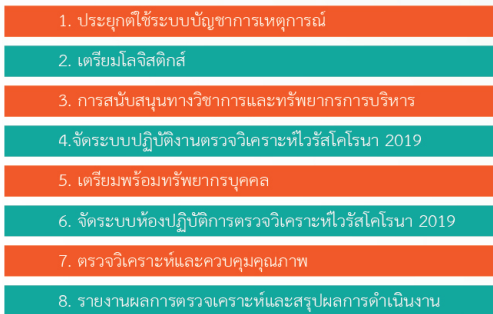 1. ประยุกต์ใช้ระบบบัญชาการเหตุการณ์
2. เตรียมโลจิสติกส์
3. การสนับสนุนทางวิชาการและทรัพยากรการบริหาร
4.จัดระบบปฏิบัติงานตรวจวิเคราะห์ไวรัสโคโรนา 2019
5. เตรียมพร้อมทรัพยากรบุคคล
6. จัดระบบห้องปฏิบัติการตรวจวิเคราะห์ไวรัสโคโรนา 2019
7. ตรวจวิเคราะห์และควบคุมคุณภาพ
8. รายงานผลการตรวจเคราะห์และสรุปผลการดำเนินงาน